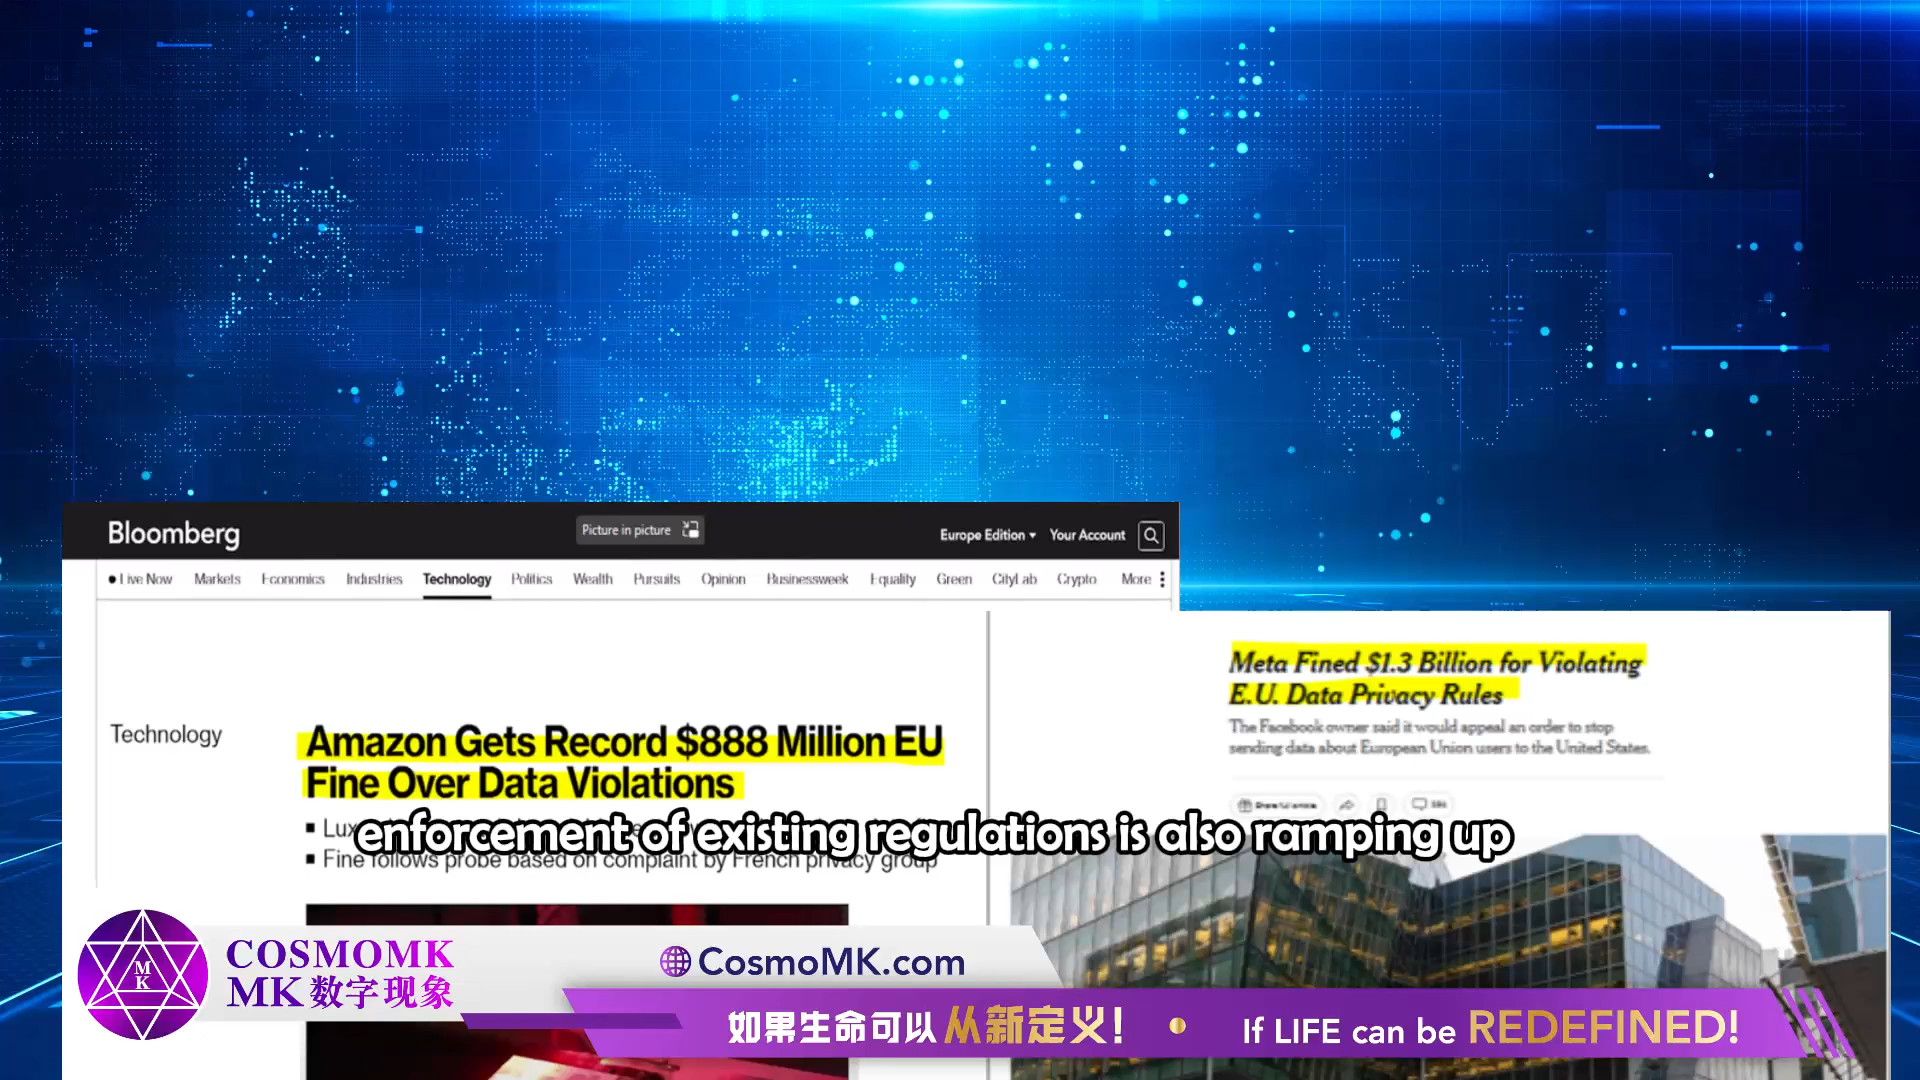 Bloomberg
Picture in picture
Europe Edition
Your Account
Live Now Markets Economics Industries Technology Politics Wealth Pursuits Opinion Businessweek Equality Green CityLab Crypto More
Technology
Amazon Gets Record $888 Million EU
Fine Over Data Violations
Fine follows probe based on complaint by French privacy group
Meta Fined $1.3 Billion for Violating
E.U. Data Privacy Rules
The Facebook owner said it would appeal an order to stop
sending data about European Union users to the United States.
enforcement of existing regulations is also ramping up
M
K
COSMOMK
MK数字现象
CosmoMK.com
如果生命可以从新定义! • If LIFE can be REDEFINED!